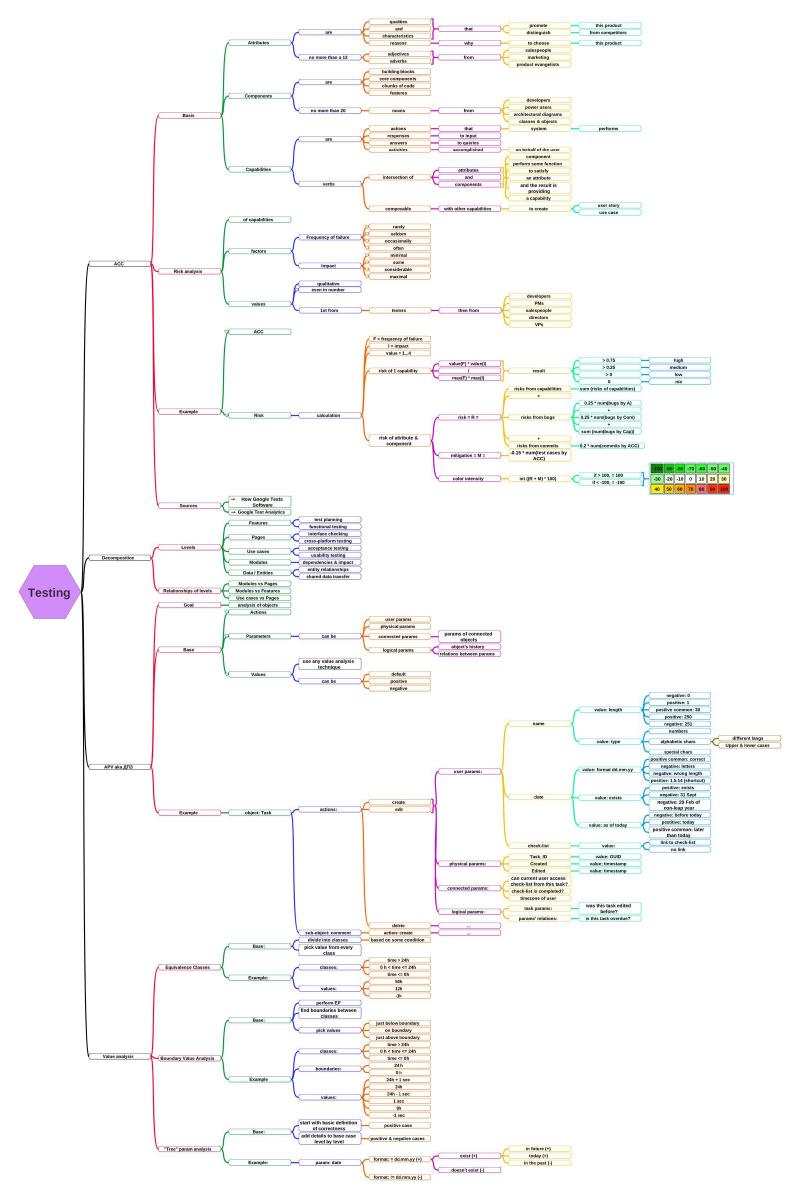 Testing
ACC
Basis
Attributes
are
qualities
and
characteristics
that
promote
this product
distinguish
from competitors
reasons
why
to choose
this product
no more than a 12
adjectives
adverbs
from
salespeople
marketing
product evangelists
Components
are
building blocks
core components
chunks of code
features
no more than 20
nouns
from
developers
power users
architectural diagrams
classes & objects
Capabilities
are
actions
that
system
performs
responses
to input
answers
to queries
activities
accomplished
on behalf of the user
verbs
intersection of
attributes
and
components
component
perform some function
to satisfy
an attribute
and the result is
providing
a capability
composable
with other capabilities
to create
user story
use case
Risk analysis
of capabilities
factors
Frequency of failure
rarely
seldom
occasionally
often
Impact
minimal
some
considerable
maximal
values
qualitative
even in number
1st from
testers
then from
developers
PMs
salespeople
directors
VPs
Example
ACC
Risk
calculation
F = frequency of failure
I = impact
value = 1...4
risk of 1 capability
value(F) * value(I)
/
max(F) * max(I)
result
> 0.75
high
> 0.25
medium
> 0
low
0
n/a
risk of attribute &
component
risk = R =
risks from capabilities
sum (risks of capabilities)
+
risks from bugs
0.25 * num(bugs by A)
+
0.25 * num(bugs by Com)
+
sum (num(bugs by Cap))
+
risks from commits
0.2 * num(commits by ACC)
mitigation = M =
-0.15 * num(test cases by
ACC)
color intensity
int ((R + M) * 100)
if > 100, = 100
if < -100, = -100
-100 -90 -80 -70 -60 -50 -40
-30 -20 -10 0 10 20 30
40 50 60 70 80 90 100
Sources
How Google Tests
Software
Google Test Analytics
Decomposition
Levels
Features
test planning
functional testing
Pages
interface checking
cross-platform testing
Use cases
acceptance testing
usability testing
Modules
dependencies & impact
Data / Entities
entity relationships
shared data transfer
Relationships of levels
Modules vs Pages
Modules vs Features
Use cases vs Pages
APV aka ДПЗ
Goal
analysis of objects
Base
Actions
Parameters
can be
user params
physical params
connected params
params of connected
objects
logical params
object's history
relations between params
Values
use any value analysis
technique
can be
default
positive
negative
Example
object: Task
actions:
create
edit
user params:
name
value: length
negative: 0
positive: 1
positive common: 30
positive: 250
negative: 251
value: type
numbers
alphabetic chars
different langs
Upper & lower cases
special chars
date
value: format dd.mm.yy
positive common: correct
negative: letters
negative: wrong length
positive: 1.5.14 (shortcut)
value: exists
positive: exists
negative: 31 Sept
negative: 29 Feb of
non-leap year
value: as of today
negative: before today
positive: today
positive common: later
than today
check-list
value:
link to check-list
no link
physical params:
Task_ID
value: GUID
Created
value: timestamp
Edited
value: timestamp
connected params:
can current user access
check-list from this task?
check-list is completed?
timezone of user
logical params:
task params:
was this task edited
before?
params' relations:
is this task overdue?
delete
...
sub-object: comment
action: create
...
Value analysis
Equivalence Classes
Base:
divide into classes
based on some condition
pick value from every
class
Example:
classes:
time > 24h
0 h < time <= 24h
time <= 0h
values:
50h
12h
-3h
Boundary Value Analysis
Base:
perform EP
find boundaries between
classes
pick values
just below boundary
on boundary
just above boundary
Example
classes:
time > 24h
0 h < time <= 24h
time <= 0h
boundaries:
24 h
0 h
values:
24h + 1 sec
24h
24h - 1 sec
1 sec
0h
-1 sec
"Tree" param analysis
Base:
start with basic definition
of correctness
positive case
add details to base case
level by level
positive & negative cases
Example:
param: date
format: = dd.mm.yy (+)
exist (+)
in future (+)
today (+)
in the past (-)
doesn't exist (-)
format: != dd.mm.yy (-)